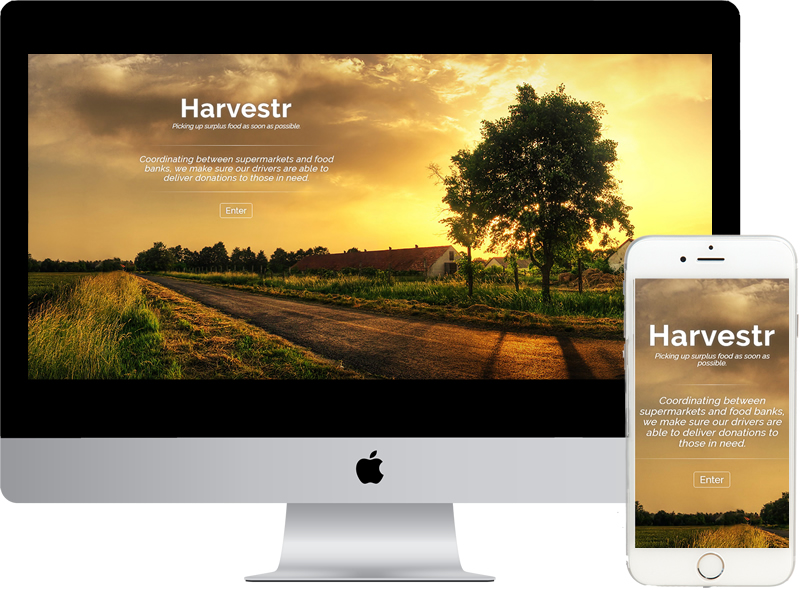 Harvestr
Picking up surplus food as soon as possible.
Coordinating between supermarkets and food
banks, we make sure our drivers are able to
deliver donations to those in need.
Enter
Harvestr
Picking up surplus food as soon as
possible.
Coordinating between
supermarkets and food banks,
we make sure our drivers are
able to deliver donations to
those in need.
Enter